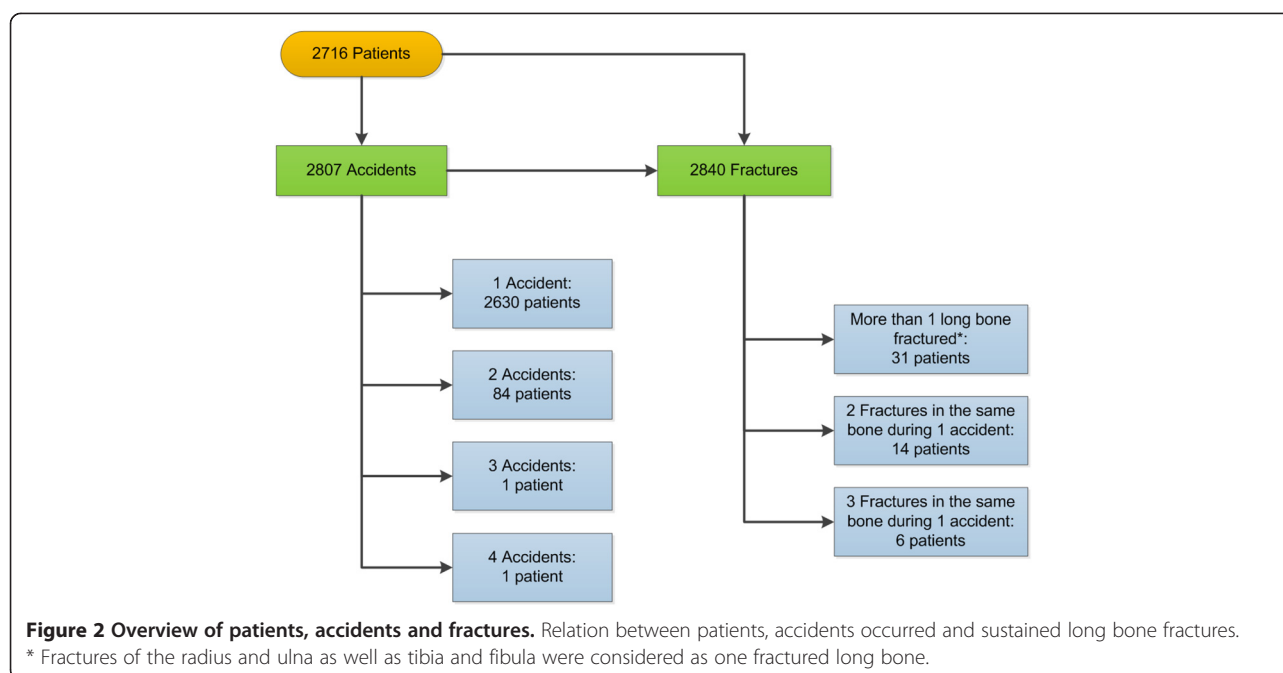 2716 Patients
2807 Accidents
2840 Fractures
1 Accident:
2630 patients
2 Accidents:
84 patients
3 Accidents:
1 patient
4 Accidents:
1 patient
More than 1 long bone
fractured*:
31 patients
2 Fractures in the same
bone during 1 accident:
14 patients
3 Fractures in the same
bone during 1 accident:
6 patients
Figure 2 Overview of patients, accidents and fractures. Relation between patients, accidents occurred and sustained long bone fractures.
* Fractures of the radius and ulna as well as tibia and fibula were considered as one fractured long bone.